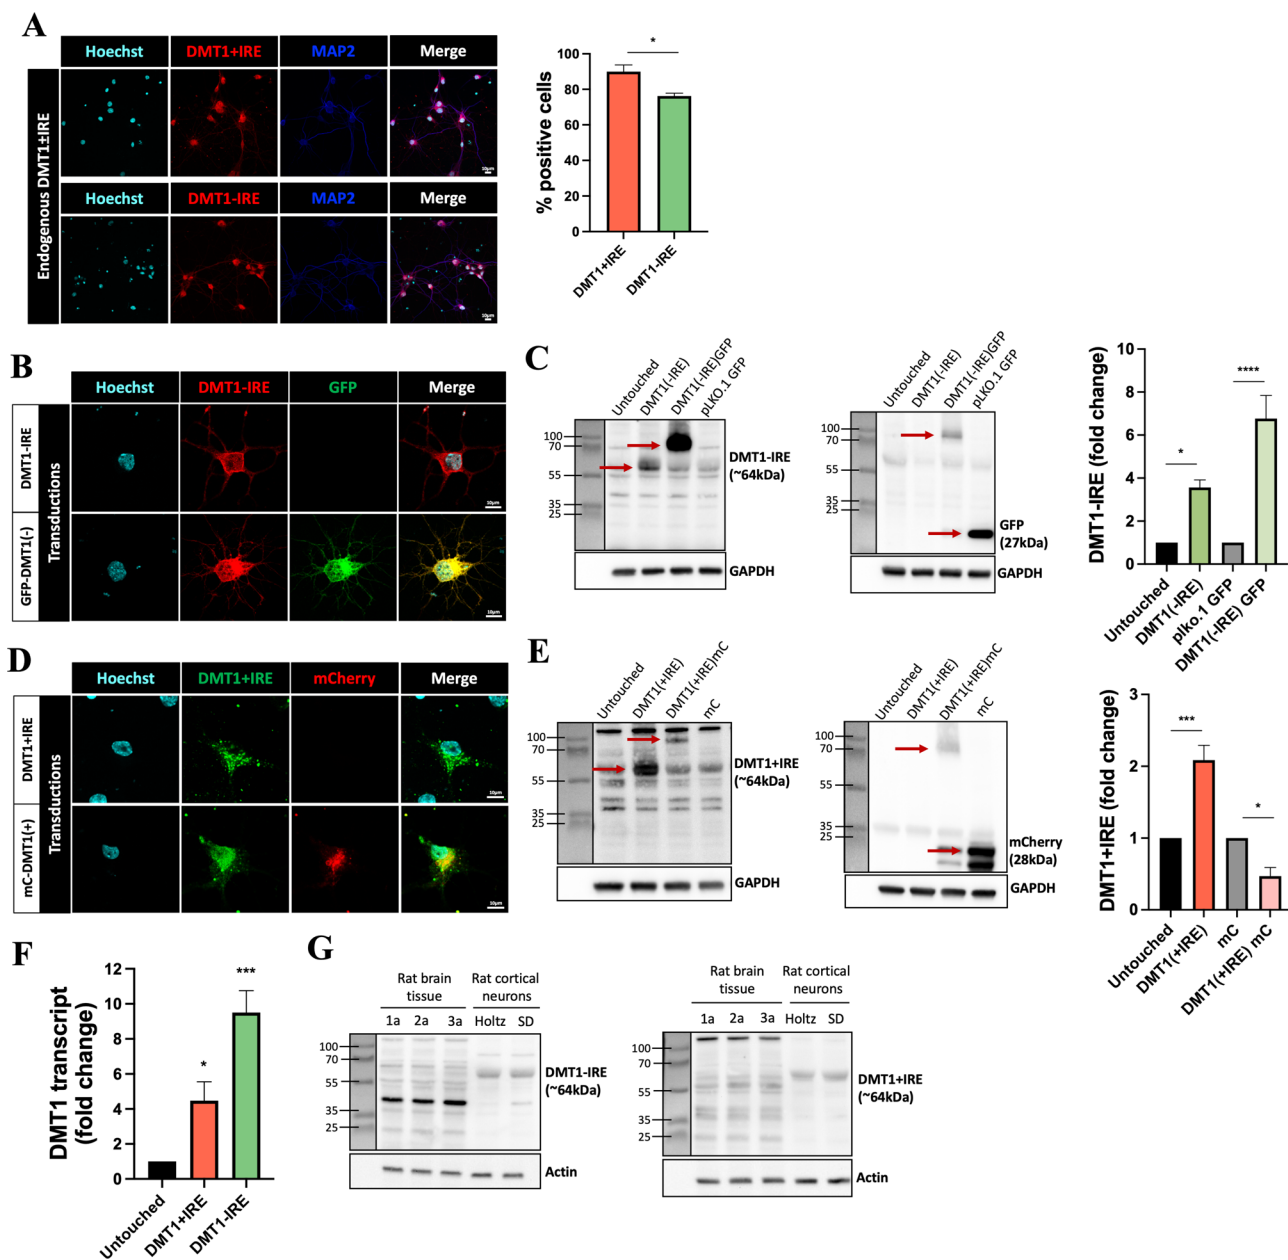 A
Hoechst DMT1+IRE MAP2 Merge
Endogenous DMT1±IRE
10μm
Hoechst DMT1-IRE MAP2 Merge
10μm
% positive cells
100
80
60
40
20
0
*
DMT1+IRE
DMT1-IRE
B
Hoechst DMT1-IRE GFP Merge
Transductions
DMT1-IRE
10μm
GFP-DMT1(-)
10μm
C
Untouched
DMT1(-IRE)
DMT1(-IRE)GFP
pLKO.1 GFP
100
70
55
35
25
DMT1-IRE
(~64kDa)
GAPDH
Untouched
DMT1(-IRE)
DMT1(-IRE)GFP
pLKO.1 GFP
100
70
55
35
25
GFP
(27kDa)
GAPDH
DMT1-IRE (fold change)
10
8
6
4
2
0
*
****
Untouched
DMT1(-IRE)
plko.1 GFP
DMT1(-IRE) GFP
D
Hoechst DMT1+IRE mCherry Merge
Transductions
DMT1+IRE
10μm
mC-DMT1(+)
10μm
E
Untouched
DMT1(+IRE)
DMT1(+IRE)mC
mC
100
70
55
35
25
DMT1+IRE
(~64kDa)
GAPDH
Untouched
DMT1(+IRE)
DMT1(+IRE)mC
mC
100
70
55
35
25
mCherry
(28kDa)
GAPDH
DMT1+IRE (fold change)
3
2
1
0
***
*
Untouched
DMT1(+IRE)
mC
DMT1(+IRE) mC
F
DMT1 transcript
(fold change)
12
10
8
6
4
2
0
*
***
Untouched
DMT1+IRE
DMT1-IRE
G
Rat brain
tissue
Rat cortical
neurons
1a 2a 3a Holtz SD
100
70
55
35
25
DMT1-IRE
(~64kDa)
Actin
Rat brain
tissue
Rat cortical
neurons
1a 2a 3a Holtz SD
100
70
55
35
25
DMT1+IRE
(~64kDa)
Actin